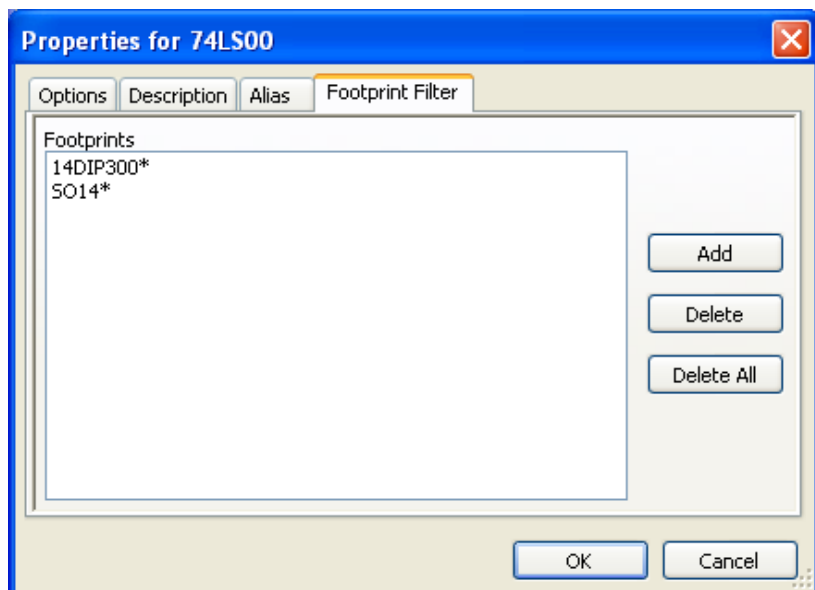 Properties for 74LS00
Options Description Alias Footprint Filter
Footprints
14DIP300*
SO14*
Add
Delete
Delete All
OK Cancel